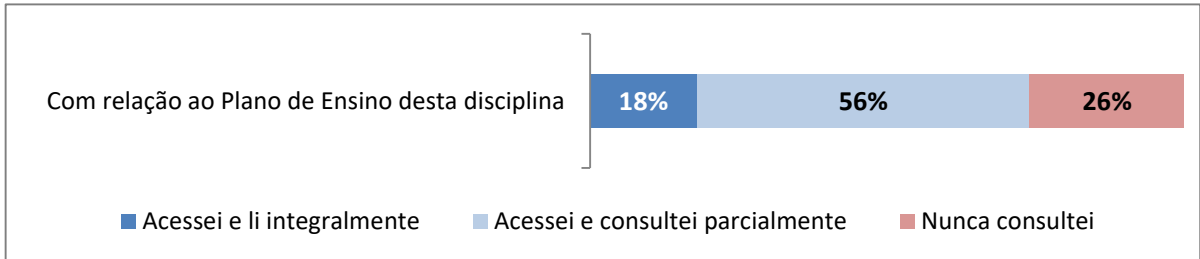 Com relação ao Plano de Ensino desta disciplina
18%
56%
26%
Acessei e li integralmente
Acessei e consultei parcialmente
Nunca consultei